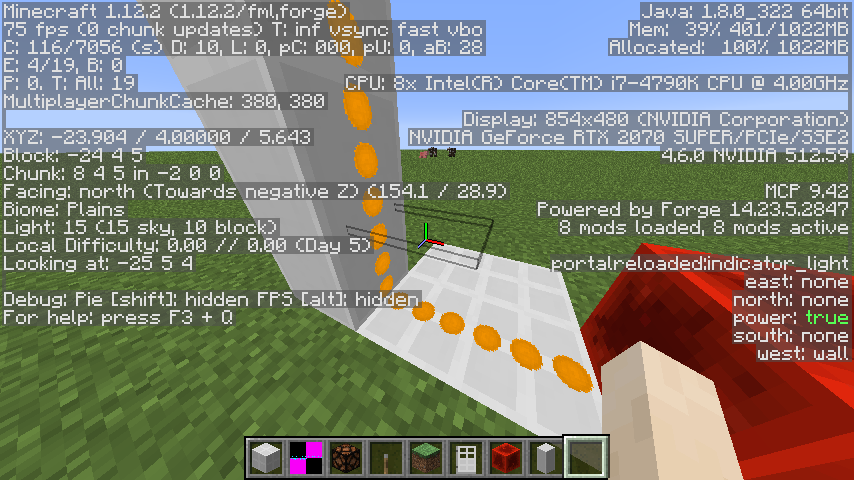 Minecraft 1.12.2 (1.12.2/fml,forge)
75 fps (0 chunk updates) T: inf vsync fast vbo
C: 116/7056 (s) D: 10, L: 0, pC: 000, pU: 0, aB: 28
E: 4/19, B: 0
P: 0. T: All: 19
MultiplayerChunkCache: 380, 380
XYZ: -23.904 / 4.00000 / 5.643
Block: -24 4 5
Chunk: 8 4 5 in -2 0 0
Facing: north (Towards negative Z) (154.1 / 28.9)
Biome: Plains
Light: 15 (15 sky, 10 block)
Local Difficulty: 0.00 // 0.00 (Day 5)
Looking at: -25 5 4
Debug: Pie [shift]: hidden FPS [alt]: hidden
For help: press F3 + Q
Java: 1.8.0_322 64bit
Mem: 39% 401/1022MB
Allocated: 100% 1022MB
CPU: 8x Intel(R) Core(TM) i7-4790K CPU @ 4.00GHz
Display: 854x480 (NVIDIA Corporation)
NVIDIA GeForce RTX 2070 SUPER/PCIe/SSE2
4.6.0 NVIDIA 512.59
MCP 9.42
Powered by Forge 14.23.5.2847
8 mods loaded, 8 mods active
portalreloaded:indicator_light
east: none
north: none
power: true
south: none
west: wall